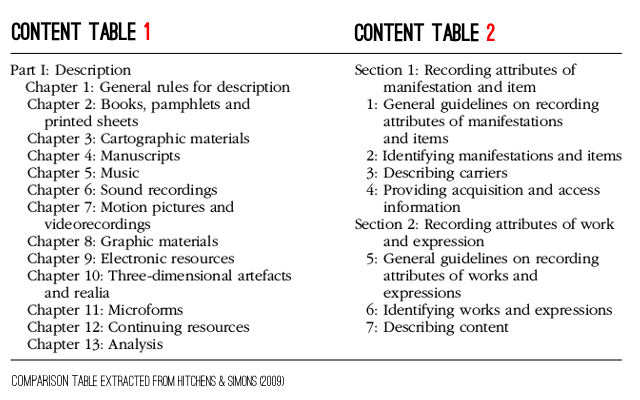 CONTENT TABLE 1
Part I: Description
Chapter 1: General rules for description
Chapter 2: Books, pamphlets and
printed sheets
Chapter 3: Cartographic materials
Chapter 4: Manuscripts
Chapter 5: Music
Chapter 6: Sound recordings
Chapter 7: Motion pictures and
videorecordings
Chapter 8: Graphic materials
Chapter 9: Electronic resources
Chapter 10: Three-dimensional artefacts
and realia
Chapter 11: Microforms
Chapter 12: Continuing resources
Chapter 13: Analysis
CONTENT TABLE 2
Section 1: Recording attributes of
manifestation and item
1: General guidelines on recording
attributes of manifestations
and items
2: Identifying manifestations and items
3: Describing carriers
4: Providing acquisition and access
information
Section 2: Recording attributes of work
and expression
5: General guidelines on recording
attributes of works and
expressions
6: Identifying works and expressions
7: Describing content
COMPARISON TABLE EXTRACTED FROM HITCHENS & SIMONS (2009)